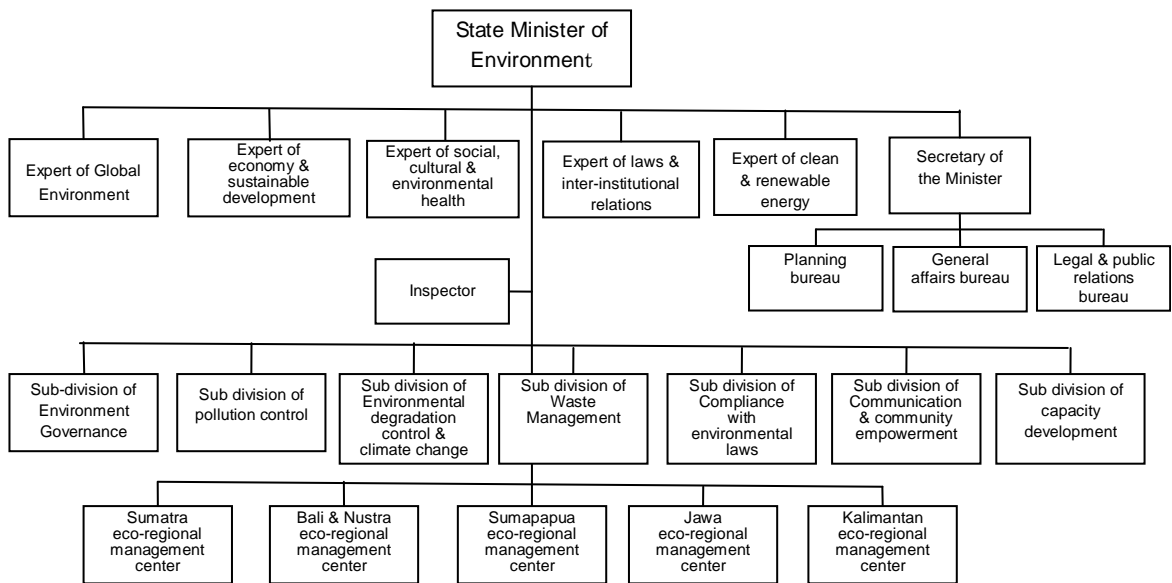 State Minister of
Environment
Expert of Global
Environment
Expert of
economy &
sustainable
development
Expert of social,
cultural &
environmental
health
Expert of laws &
inter-institutional
relations
Expert of clean
& renewable
energy
Secretary of
the Minister
Planning
bureau
General
affairs bureau
Legal & public
relations
bureau
Inspector
Sub-division of
Environment
Governance
Sub division of
pollution control
Sub division of
Environmental
degradation
control &
climate change
Sub division of
Waste
Management
Sub division of
Compliance
with
environmental
laws
Sub division of
Communication
& community
empowerment
Sub division of
capacity
development
Sumatra
eco-regional
management
center
Bali & Nustra
eco-regional
management
center
Sumapapua
eco-regional
management
center
Jawa
eco-regional
management
center
Kalimantan
eco-regional
management
center